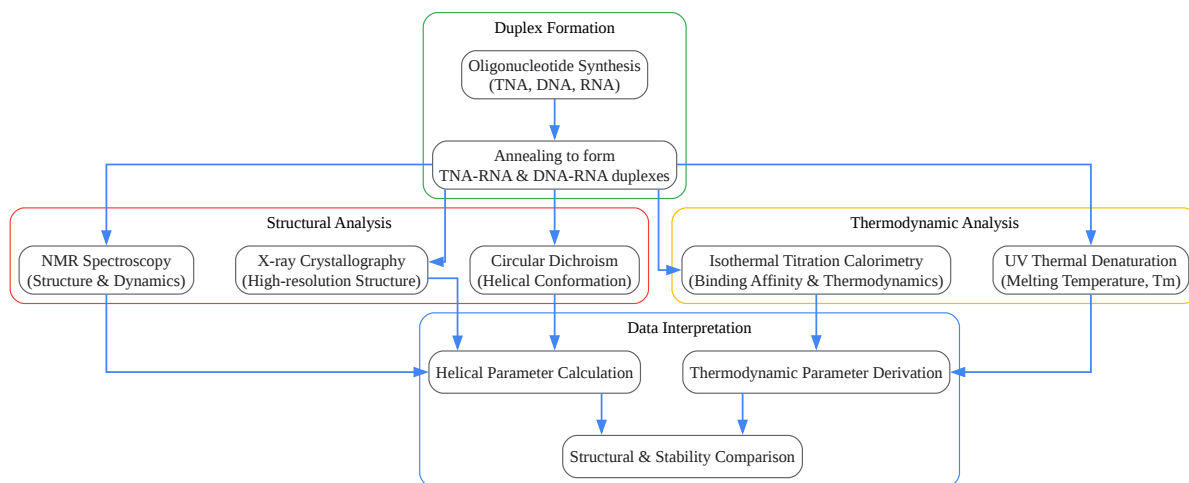 Duplex Formation
Oligonucleotide Synthesis
(TNA, DNA, RNA)
Annealing to form
TNA-RNA & DNA-RNA duplexes
Structural Analysis
Thermodynamic Analysis
NMR Spectroscopy
(Structure & Dynamics)
X-ray Crystallography
(High-resolution Structure)
Circular Dichroism
(Helical Conformation)
Isothermal Titration Calorimetry
(Binding Affinity & Thermodynamics)
UV Thermal Denaturation
(Melting Temperature, Tm)
Data Interpretation
Helical Parameter Calculation
Thermodynamic Parameter Derivation
Structural & Stability Comparison